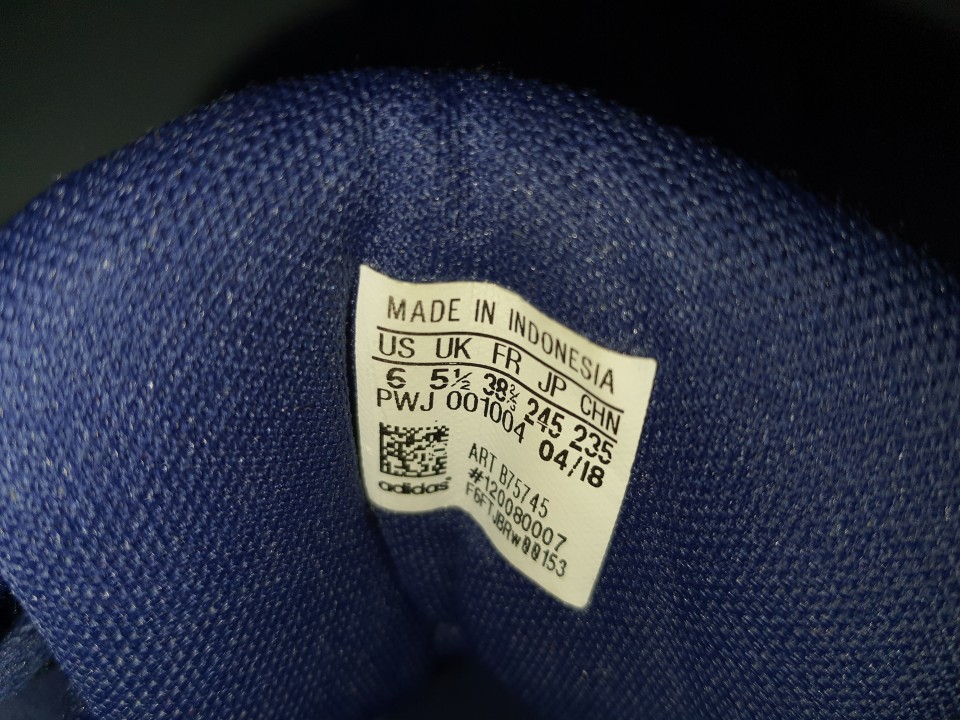 MADE IN INDONESIA
US UK FR JP CHN
6 5½ 38⅔ 245 235
PWJ 001004 04/18
ART B75745
#120080007
adidas